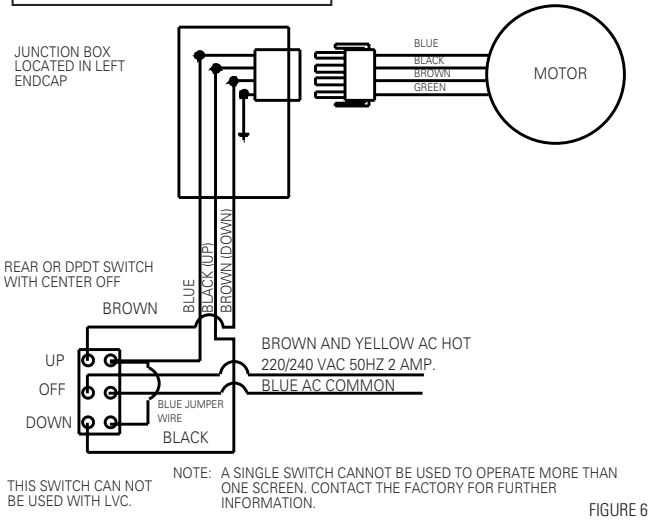 JUNCTION BOX
LOCATED IN LEFT
ENDCAP
BLUE
BLACK
BROWN
GREEN
MOTOR
BLUE
BLACK (UP)
BROWN (DOWN)
REAR OR DPDT SWITCH
WITH CENTER OFF
BROWN
UP
OFF
DOWN
BROWN AND YELLOW AC HOT
220/240 VAC 50HZ 2 AMP.
BLUE AC COMMON
BLUE JUMPER
WIRE
BLACK
THIS SWITCH CAN NOT
BE USED WITH LVC.
NOTE: A SINGLE SWITCH CANNOT BE USED TO OPERATE MORE THAN
ONE SCREEN. CONTACT THE FACTORY FOR FURTHER
INFORMATION.
FIGURE 6